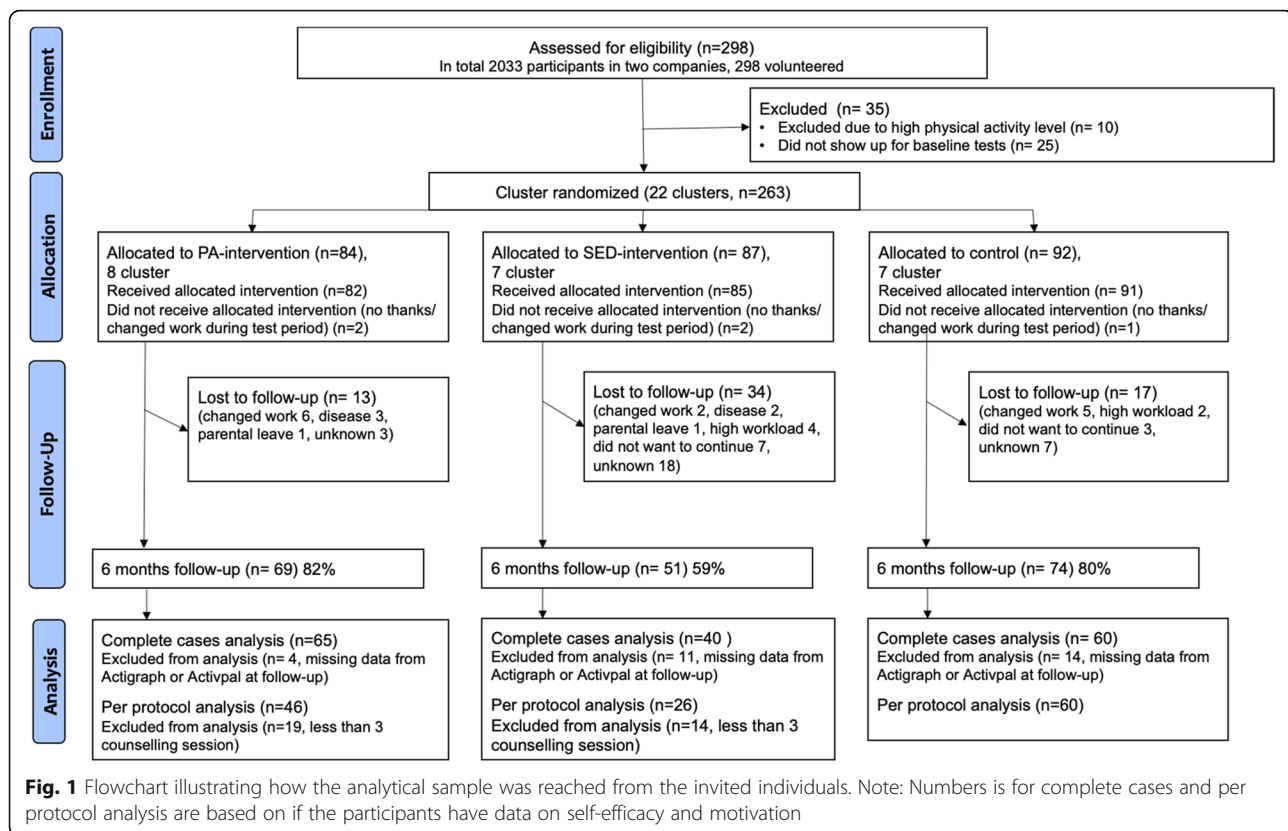 Enrollment
Assessed for eligibility (n=298)
In total 2033 participants in two companies, 298 volunteered
Excluded (n= 35)
• Excluded due to high physical activity level (n= 10)
• Did not show up for baseline tests (n= 25)
Allocation
Cluster randomized (22 clusters, n=263)
Allocated to PA-intervention (n=84),
8 cluster
Received allocated intervention (n=82)
Did not receive allocated intervention (no thanks/
changed work during test period) (n=2)
Allocated to SED-intervention (n= 87),
7 cluster
Received allocated intervention (n=85)
Did not receive allocated intervention (no thanks/
changed work during test period) (n=2)
Allocated to control (n= 92),
7 cluster
Received allocated intervention (n= 91)
Did not receive allocated intervention (no thanks/
changed work during test period) (n=1)
Follow-Up
Lost to follow-up (n= 13)
(changed work 6, disease 3,
parental leave 1, unknown 3)
Lost to follow-up (n= 34)
(changed work 2, disease 2,
parental leave 1, high workload 4,
did not want to continue 7,
unknown 18)
Lost to follow-up (n= 17)
(changed work 5, high workload 2,
did not want to continue 3,
unknown 7)
6 months follow-up (n= 69) 82%
6 months follow-up (n= 51) 59%
6 months follow-up (n= 74) 80%
Analysis
Complete cases analysis (n=65)
Excluded from analysis (n= 4, missing data from
Actigraph or Activpal at follow-up)
Per protocol analysis (n=46)
Excluded from analysis (n=19, less than 3
counselling session)
Complete cases analysis (n=40 )
Excluded from analysis (n= 11, missing data from
Actigraph or Activpal at follow-up)
Per protocol analysis (n=26)
Excluded from analysis (n=14, less than 3
counselling session)
Complete cases analysis (n= 60)
Excluded from analysis (n= 14, missing data from
Actigraph or Activpal at follow-up)
Per protocol analysis (n=60)
Fig. 1 Flowchart illustrating how the analytical sample was reached from the invited individuals. Note: Numbers is for complete cases and per
protocol analysis are based on if the participants have data on self-efficacy and motivation